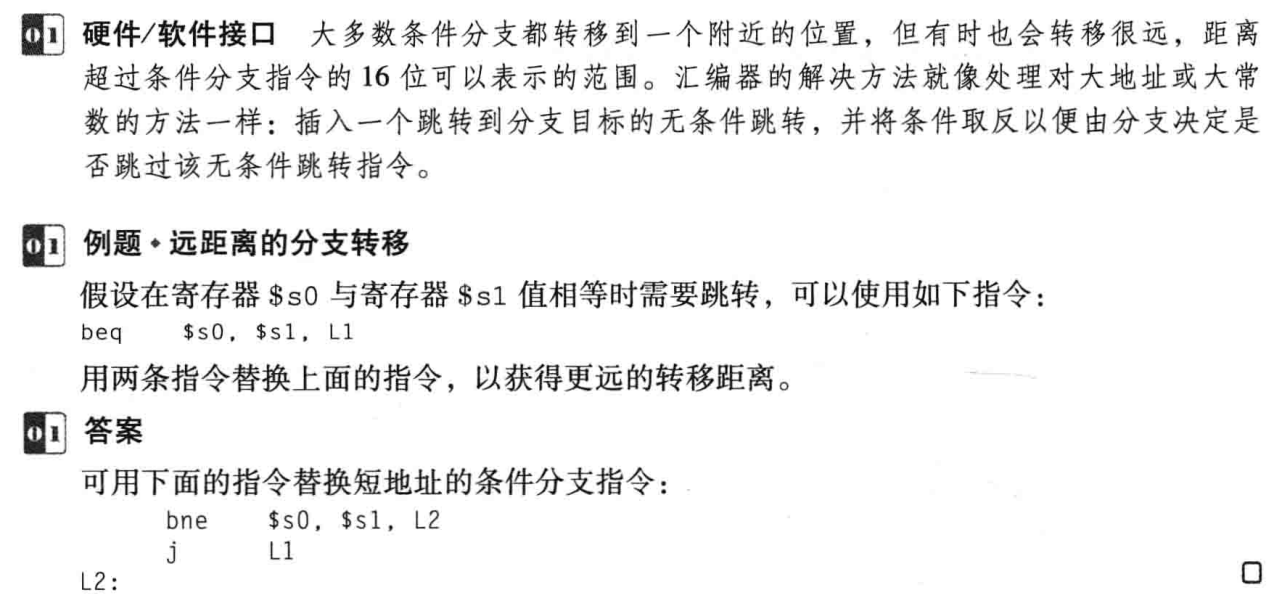 01 硬件/软件接口 大多数条件分支都转移到一个附近的位置，但有时也会转移很远，距离
超过条件分支指令的 16 位可以表示的范围。汇编器的解决方法就像处理对大地址或大常
数的方法一样：插入一个跳转到分支目标的无条件跳转，并将条件取反以便由分支决定是
否跳过该无条件跳转指令。
01 例题·远距离的分支转移
假设在寄存器 $s0 与寄存器 $s1 值相等时需要跳转，可以使用如下指令：
beq $s0, $s1, L1
用两条指令替换上面的指令，以获得更远的转移距离。
01 答案
可用下面的指令替换短地址的条件分支指令：
bne $s0, $s1, L2
j L1
L2: